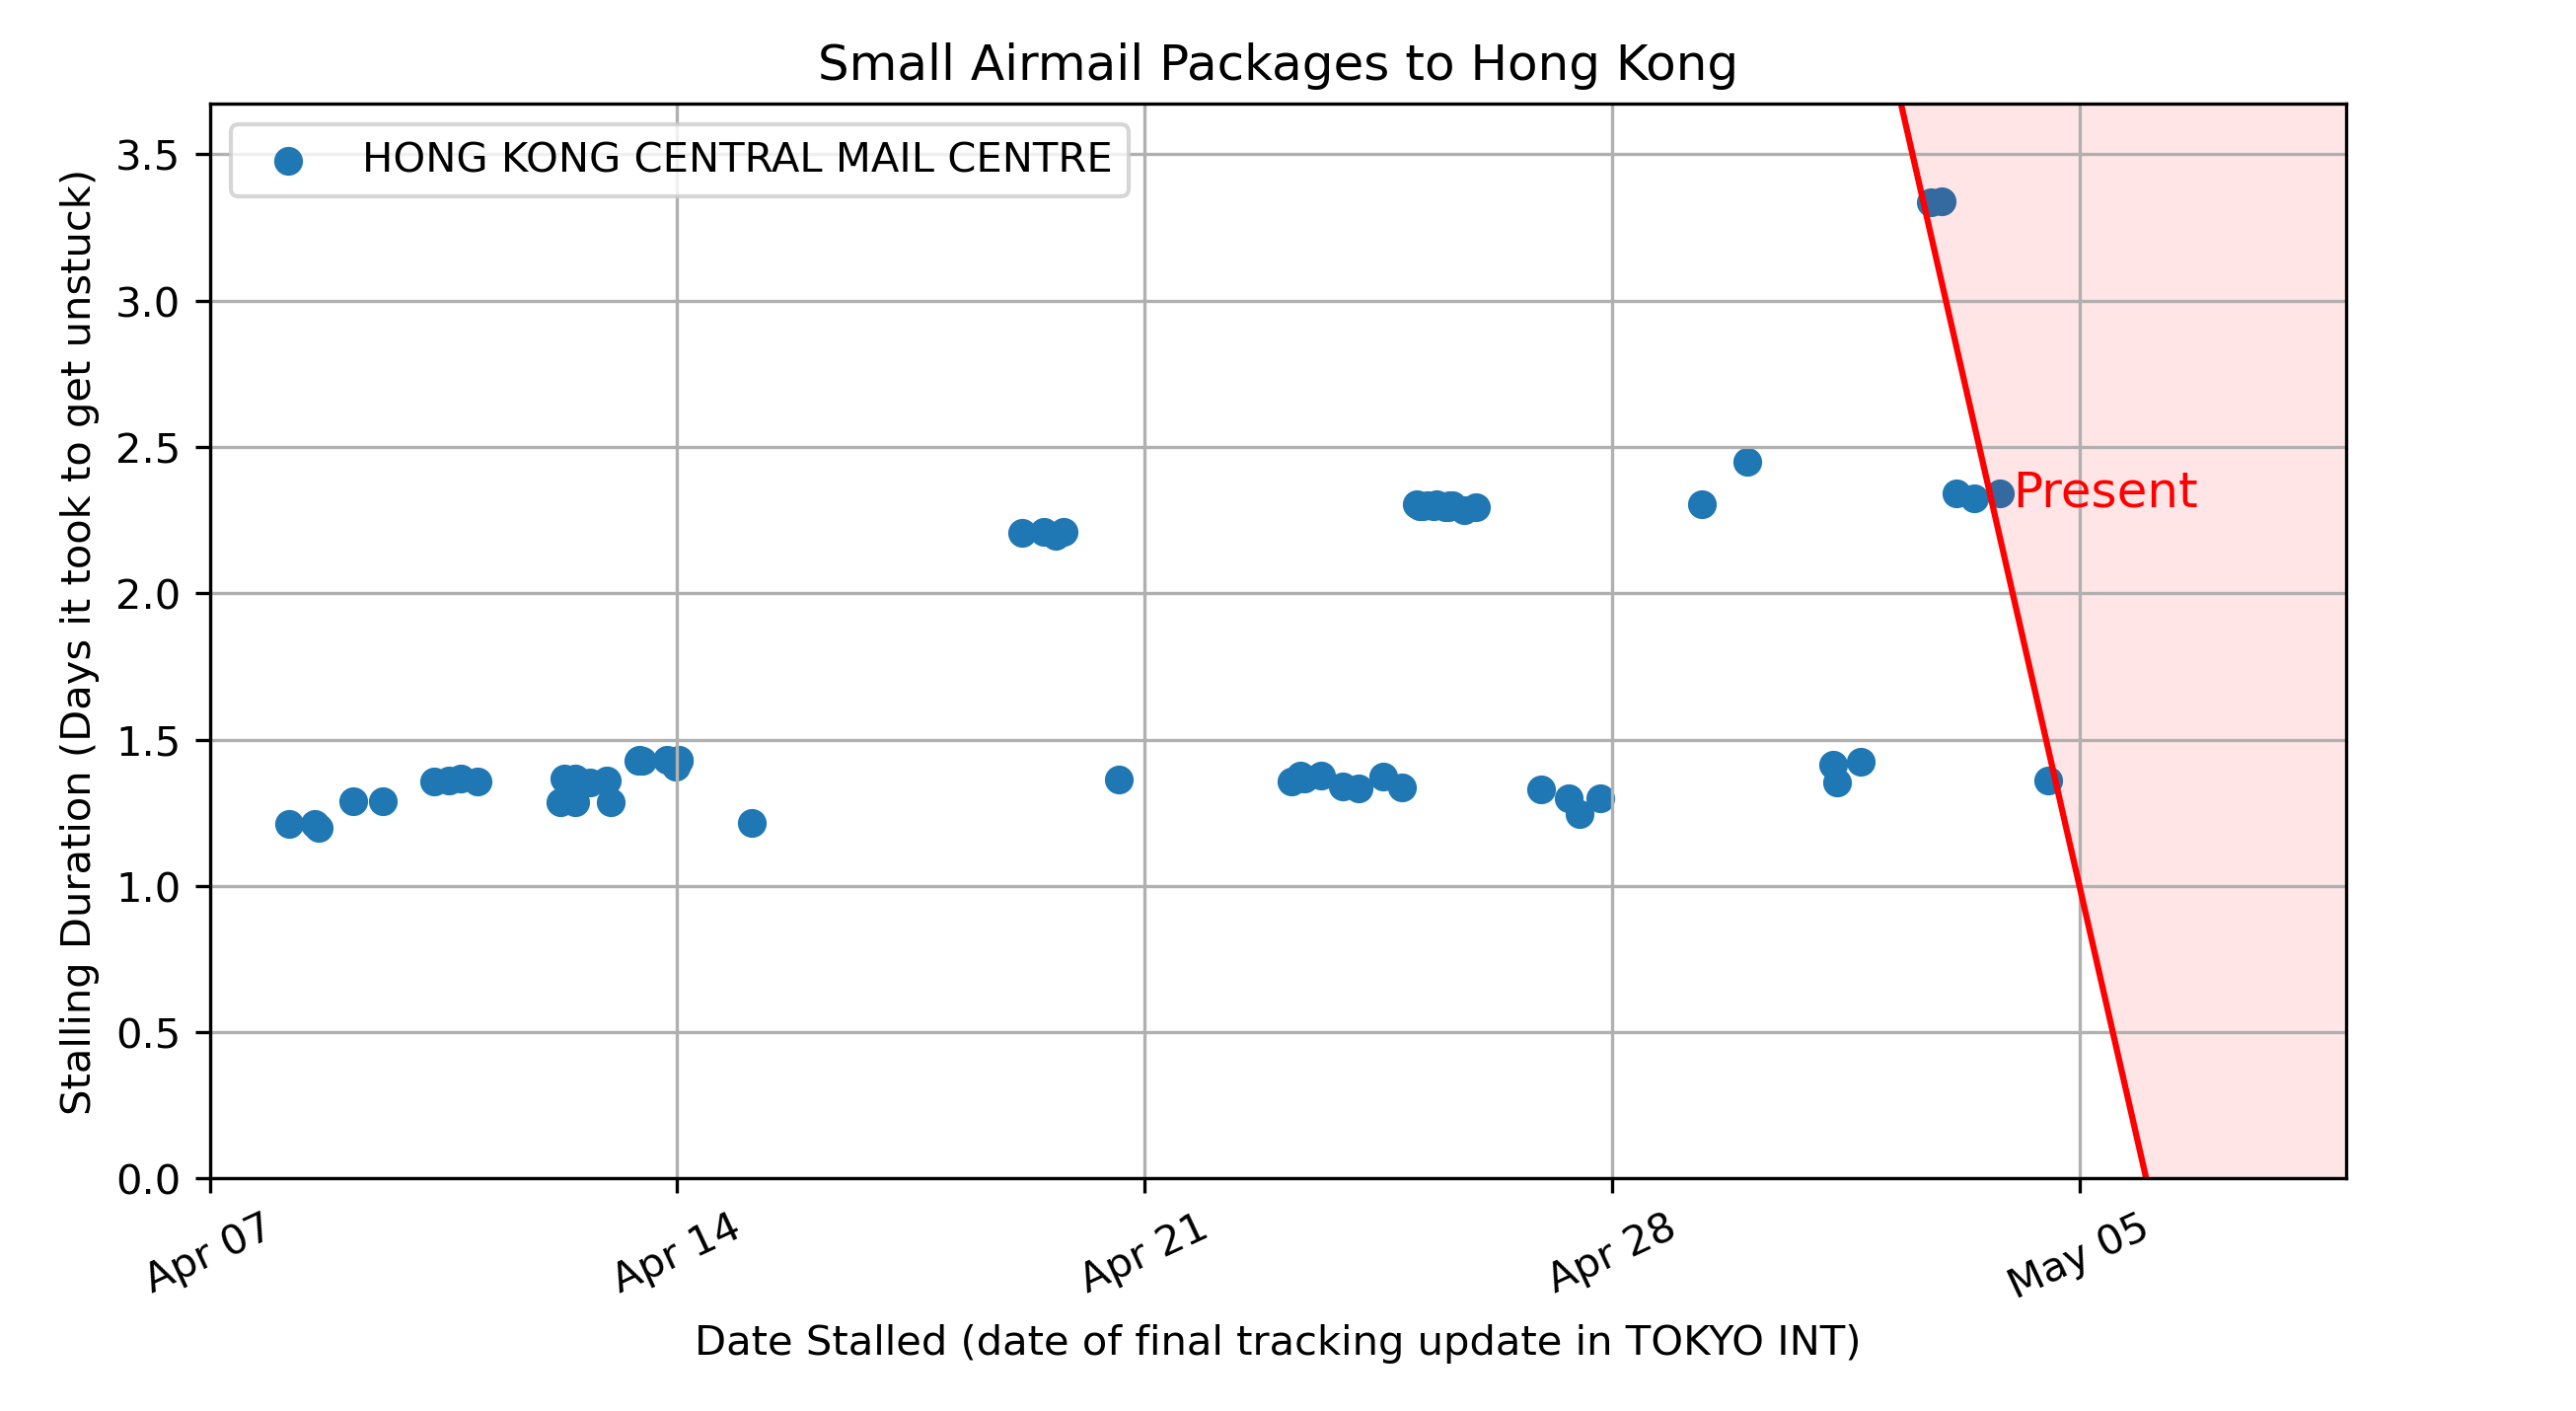 Small Airmail Packages to Hong Kong
HONG KONG CENTRAL MAIL CENTRE
Stalling Duration (Days it took to get unstuck)
3.5
3.0
2.5
2.0
1.5
1.0
0.5
0.0
Present
Apr 07
Apr 14
Apr 21
Apr 28
May 05
Date Stalled (date of final tracking update in TOKYO INT)